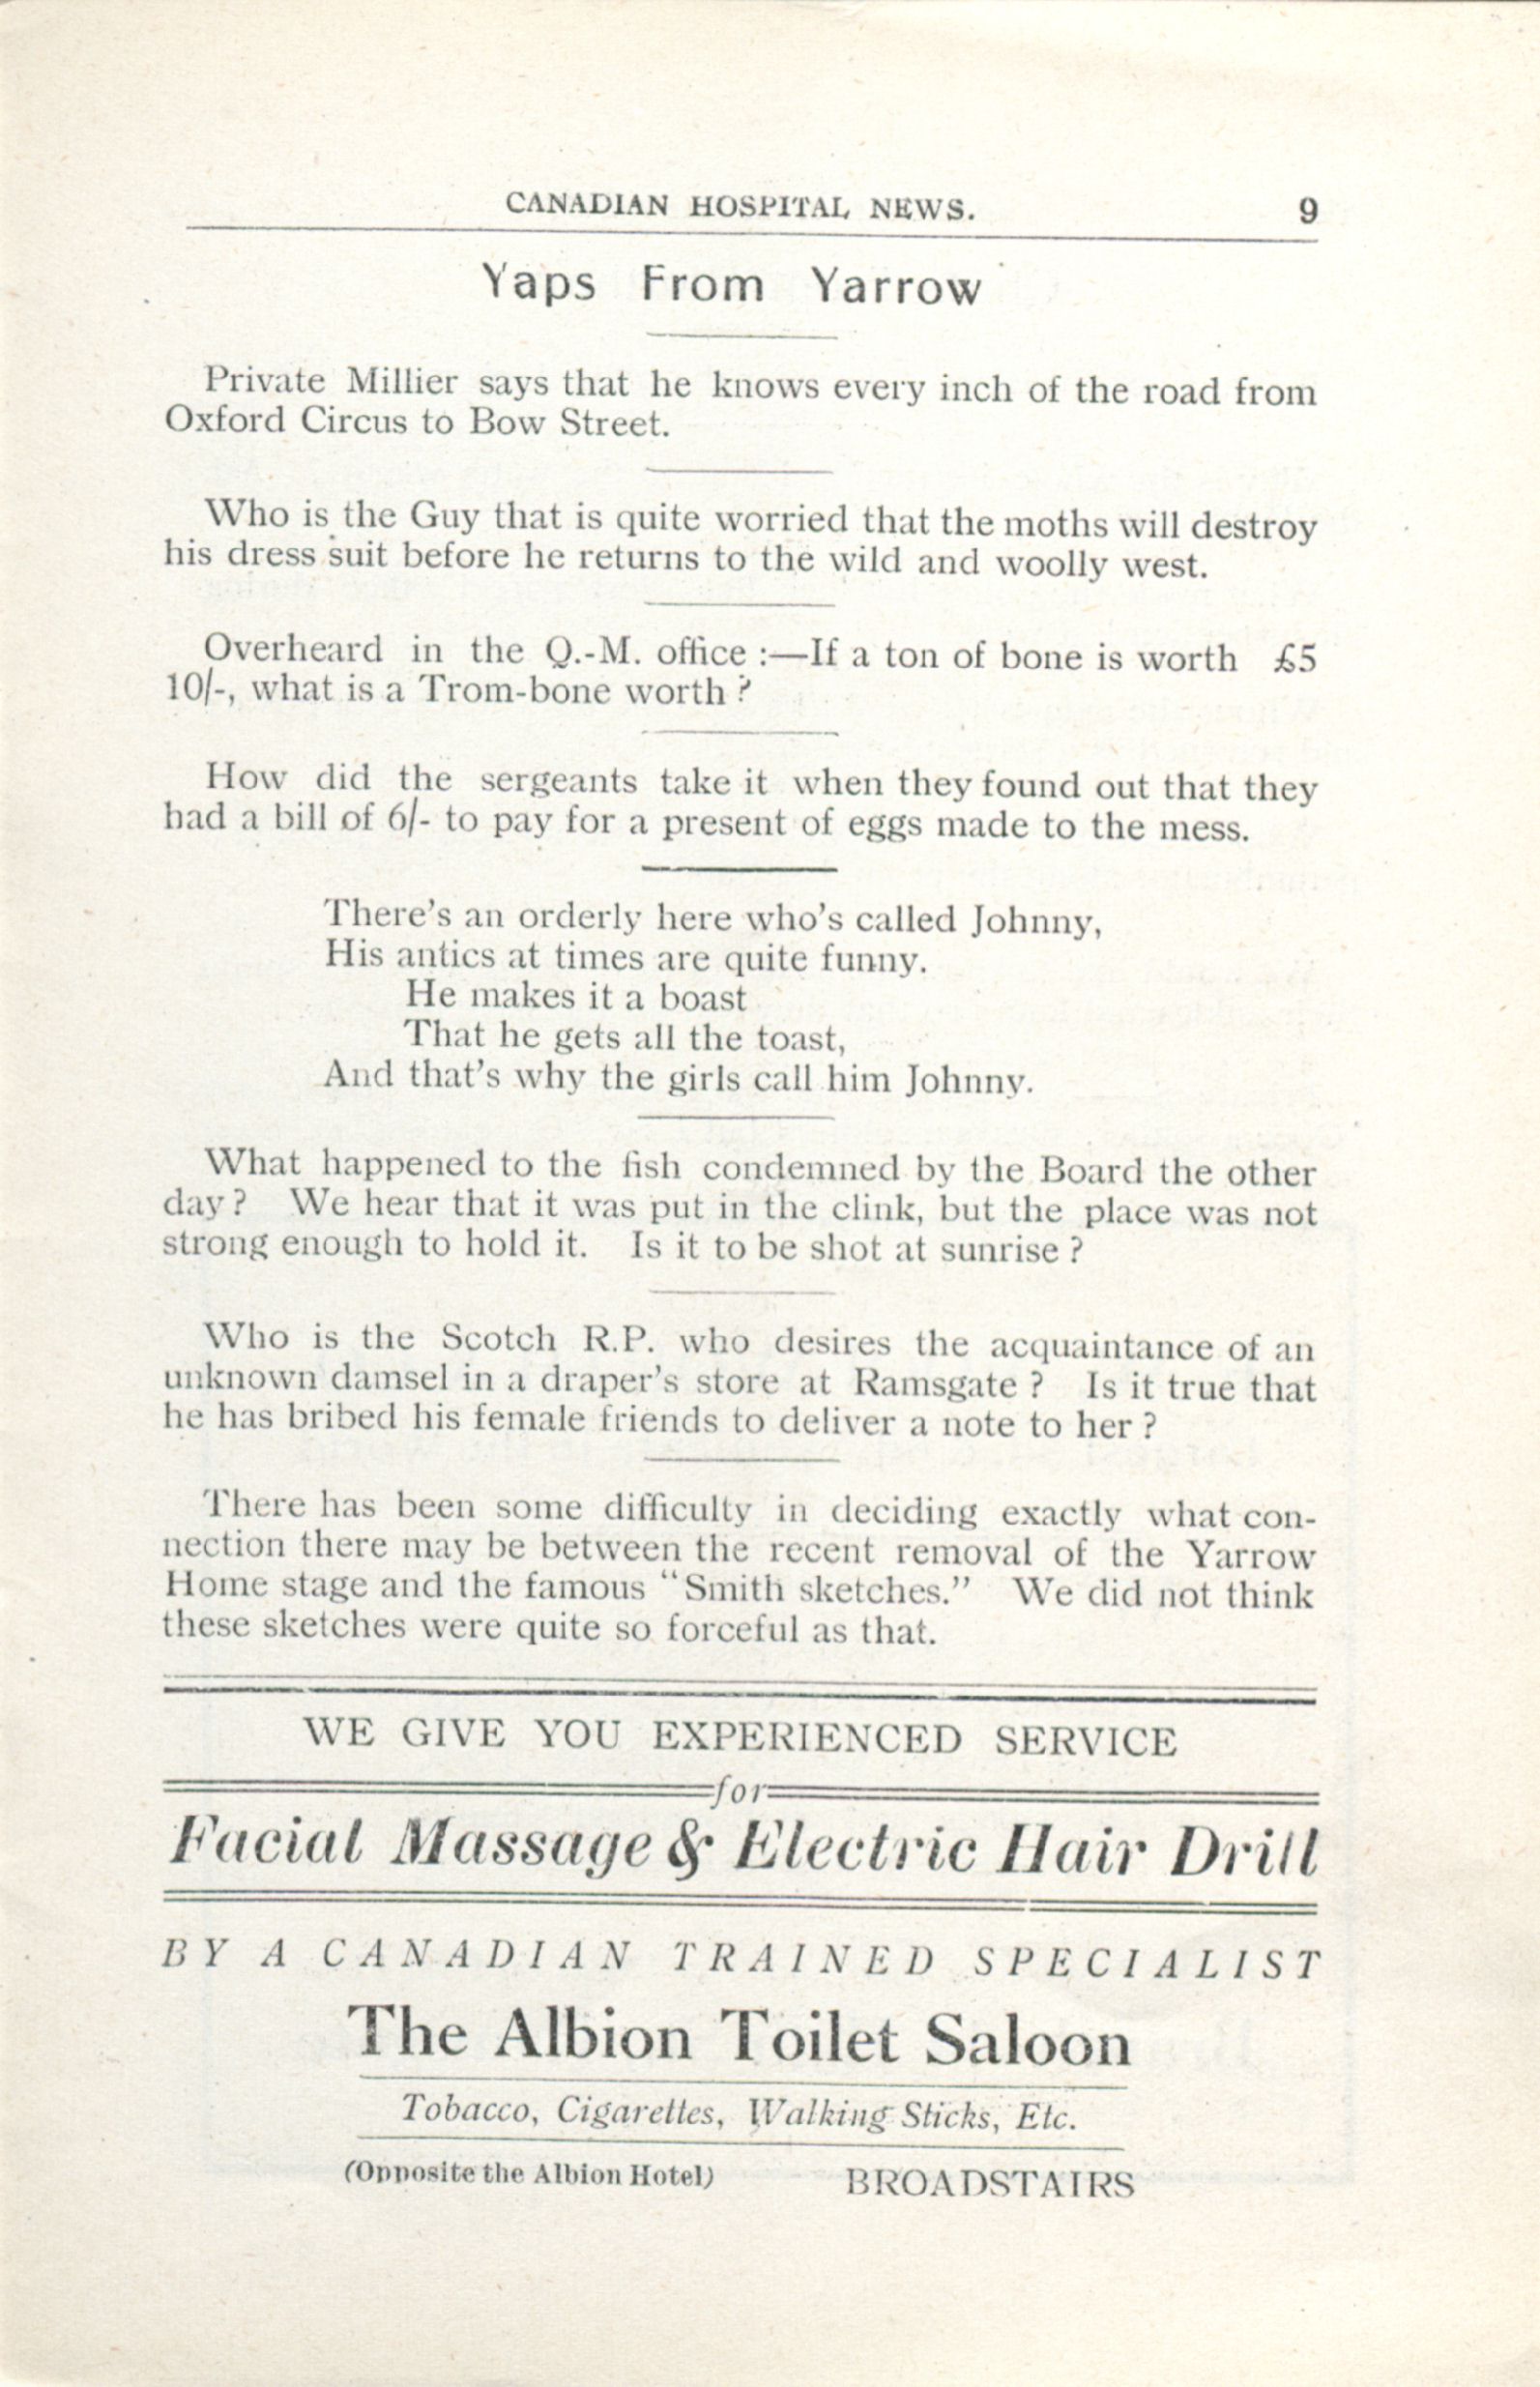 CANADIAN HOSPITAL NEWS. 9
Yaps From Yarrow
Private Millier says that he knows every inch of the road from
Oxford Circus to Bow Street.
Who is the Guy that is quite worried that the moths will destroy
his dress suit before he returns to the wild and woolly west.
Overheard in the Q.-M. office :—If a ton of bone is worth £5
10/-, what is a Trom-bone worth ?
How did the sergeants take it when they found out that they
had a bill of 6/- to pay for a present of eggs made to the mess.
There's an orderly here who's called Johnny,
His antics at times are quite funny.
He makes it a boast
That he gets all the toast,
And that's why the girls call him Johnny.
What happened to the fish condemned by the Board the other
day ? We hear that it was put in the clink, but the place was not
strong enough to hold it. Is it to be shot at sunrise ?
Who is the Scotch R.P. who desires the acquaintance of an
unknown damsel in a draper's store at Ramsgate ? Is it true that
he has bribed his female friends to deliver a note to her ?
There has been some difficulty in deciding exactly what con-
nection there may be between the recent removal of the Yarrow
Home stage and the famous "Smith sketches." We did not think
these sketches were quite so forceful as that.
WE GIVE YOU EXPERIENCED SERVICE
for
Facial Massage & Electric Hair Drill
BY A CANADIAN TRAINED SPECIALIST
The Albion Toilet Saloon
Tobacco, Cigarettes, Walking Sticks, Etc.
(Opposite the Albion Hotel) BROADSTAIRS